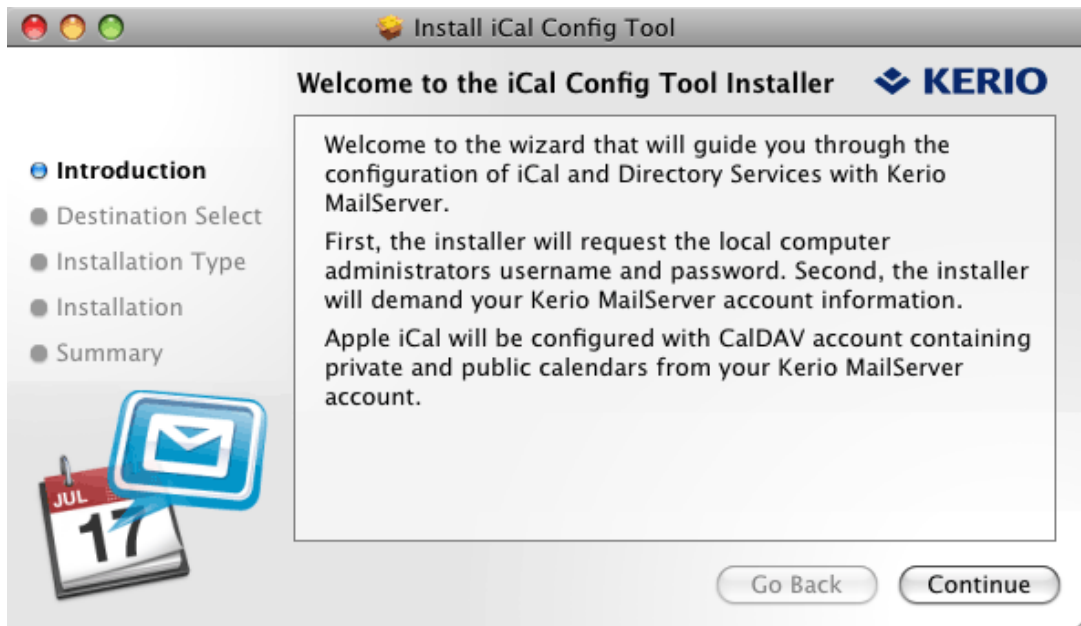 Install iCal Config Tool
Welcome to the iCal Config Tool Installer
KERIO
Introduction
Destination Select
Installation Type
Installation
Summary
Welcome to the wizard that will guide you through the
configuration of iCal and Directory Services with Kerio
MailServer.
First, the installer will request the local computer
administrators username and password. Second, the installer
will demand your Kerio MailServer account information.
Apple iCal will be configured with CalDAV account containing
private and public calendars from your Kerio MailServer
account.
JUL
17
Go Back
Continue